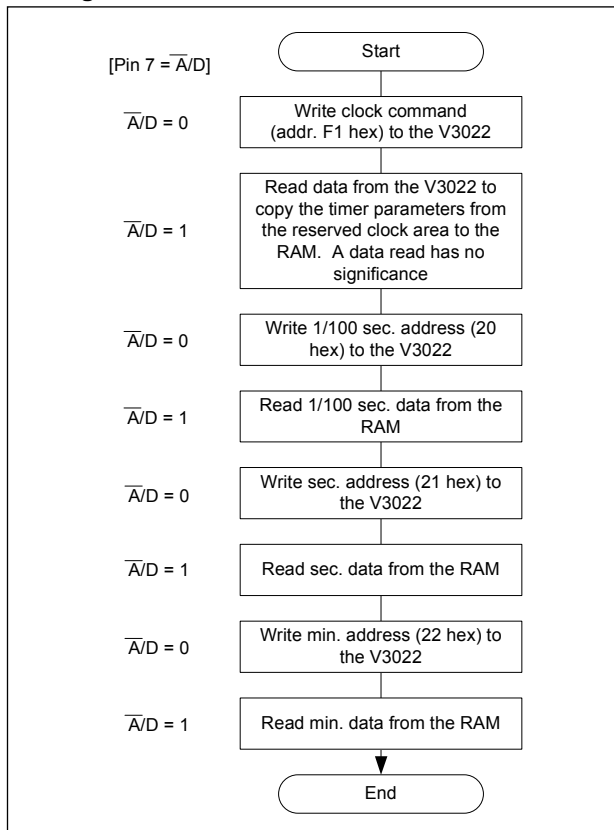 Start
[Pin 7 = A̅/D]
Write clock command
(addr. F1 hex) to the V3022
A̅/D = 0
Read data from the V3022 to
copy the timer parameters from
the reserved clock area to the
RAM. A data read has no
significance
A̅/D = 1
Write 1/100 sec. address (20
hex) to the V3022
A̅/D = 0
Read 1/100 sec. data from the
RAM
A̅/D = 1
Write sec. address (21 hex) to
the V3022
A̅/D = 0
Read sec. data from the RAM
A̅/D = 1
Write min. address (22 hex) to
the V3022
A̅/D = 0
Read min. data from the RAM
A̅/D = 1
End